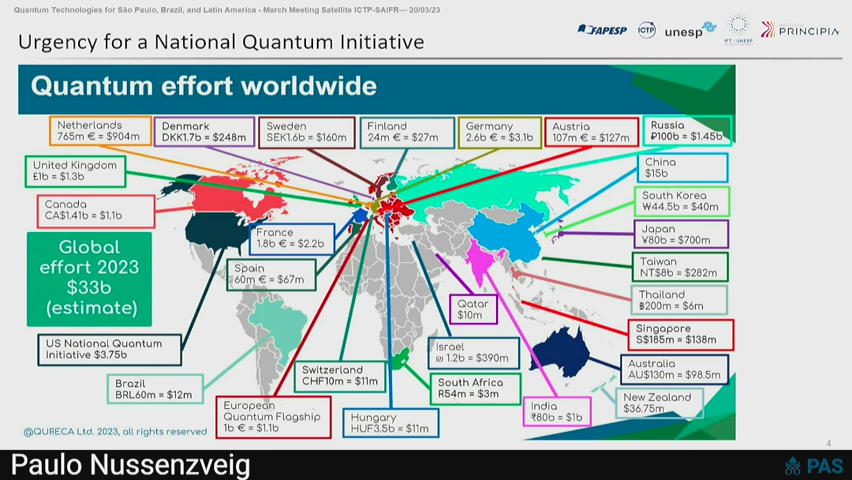 Quantum Technologies for São Paulo, Brazil, and Latin America - March Meeting Satellite ICTP-SAIFR— 20/03/23
Urgency for a National Quantum Initiative
FAPESP
ICTP
unesp
IFT - UNESP
PRINCIPIA
Quantum effort worldwide
Netherlands
765m € = $904m
Denmark
DKK1.7b = $248m
Sweden
SEK1.6b = $160m
Finland
24m € = $27m
Germany
2.6b € = $3.1b
Austria
107m € = $127m
Russia
₽100b = $1.45b
United Kingdom
£1b = $1.3b
China
$15b
Canada
CA$1.41b = $1.1b
South Korea
₩44.5b = $40m
Japan
¥80b = $700m
France
1.8b € = $2.2b
Global
effort 2023
$33b
(estimate)
Spain
60m € = $67m
Taiwan
NT$8b = $282m
Thailand
฿200m = $6m
Qatar
$10m
Singapore
S$185m = $138m
US National Quantum
Initiative $3.75b
Israel
₪ 1.2b = $390m
Australia
AU$130m = $98.5m
Switzerland
CHF10m = $11m
Brazil
BRL60m = $12m
South Africa
R54m = $3m
New Zealand
$36.75m
European
Quantum Flagship
1b € = $1.1b
Hungary
HUF3.5b = $11m
India
₹80b = $1b
@QURECA Ltd. 2023, all rights reserved
4
Paulo Nussenzveig
PAS